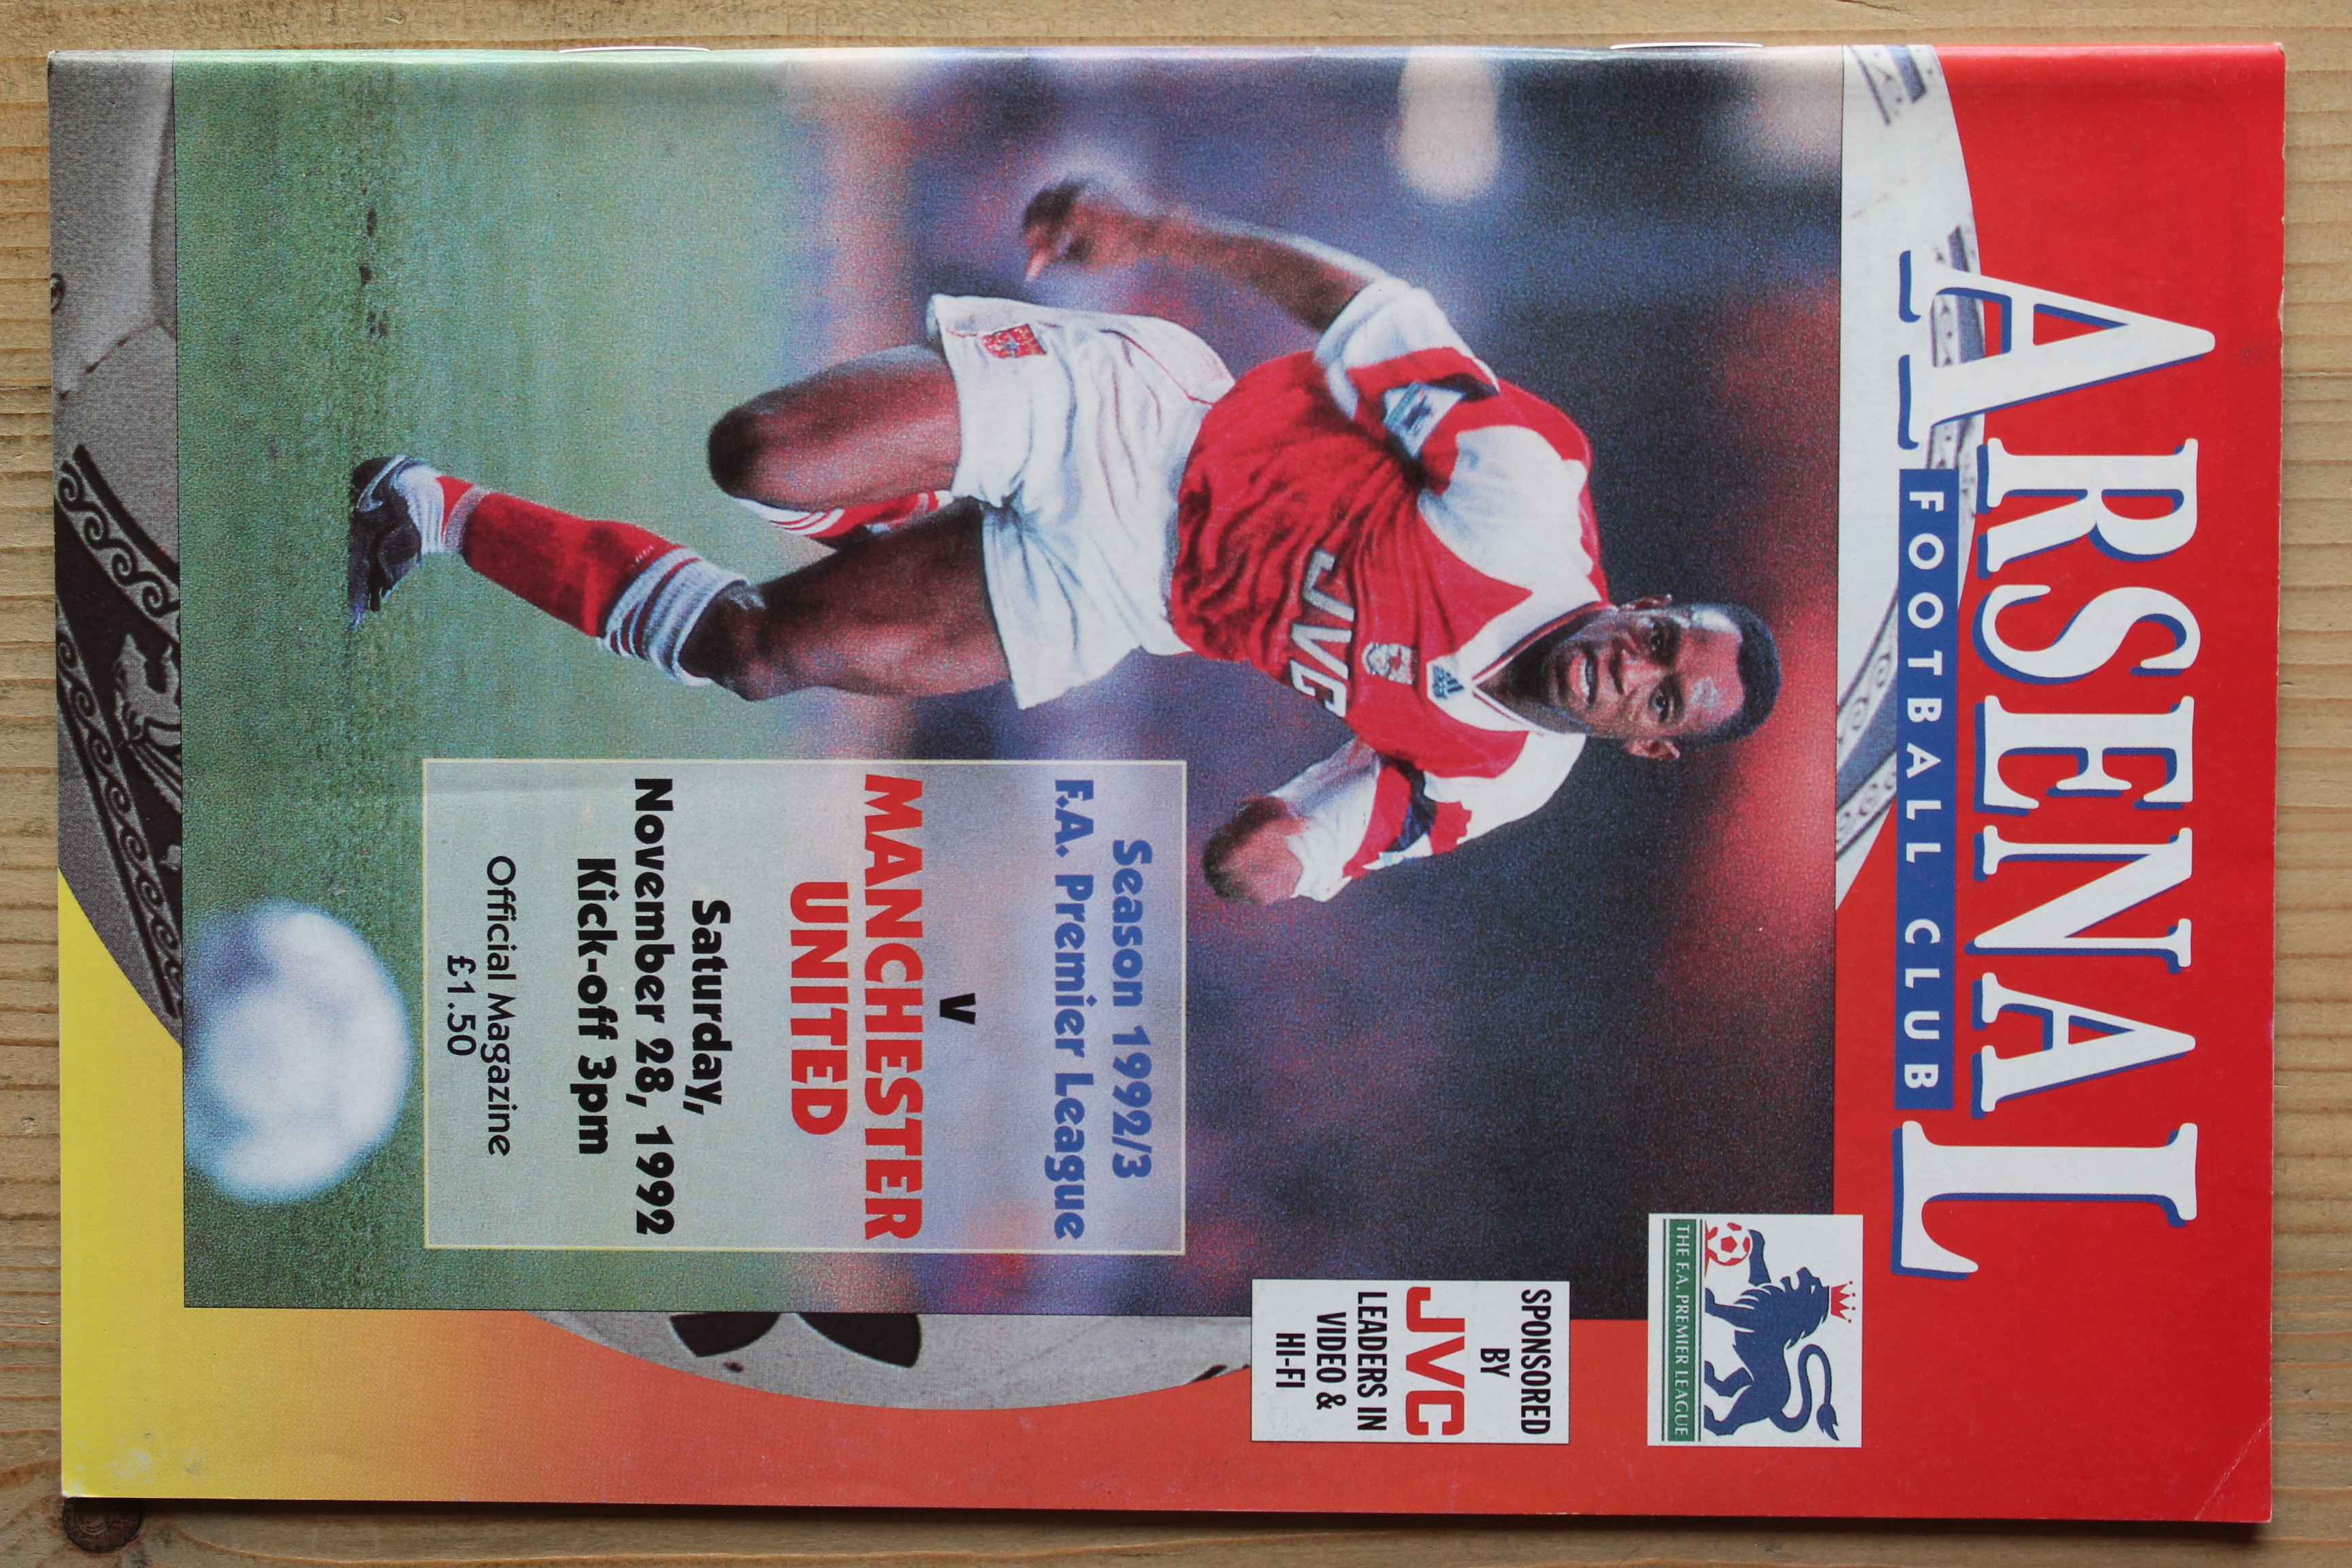 ARSENAL
FOOTBALL CLUB
THE F.A. PREMIER LEAGUE
SPONSORED
BY
JVC
LEADERS IN
VIDEO &
HI-FI
JVC
Season 1992/3
F.A. Premier League
v
MANCHESTER
UNITED
Saturday,
November 28, 1992
Kick-off 3pm
Official Magazine
£1.50